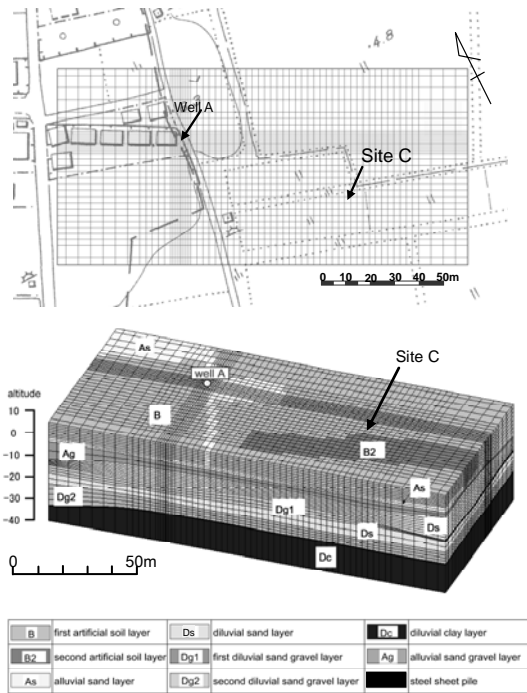 4.8
Well A
Site C
0 10 20 30 40 50m
Site C
As
well A
altitude
10
0
-10
-20
-30
-40
B
B2
Ag
As
Dg2
Dg1
Ds
Ds
Dc
0 50m
B first artificial soil layer Ds diluvial sand layer Dc diluvial clay layer
B2 second artificial soil layer Dg1 first diluvial sand gravel layer Ag alluvial sand gravel layer
As alluvial sand layer Dg2 second diluvial sand gravel layer steel sheet pile